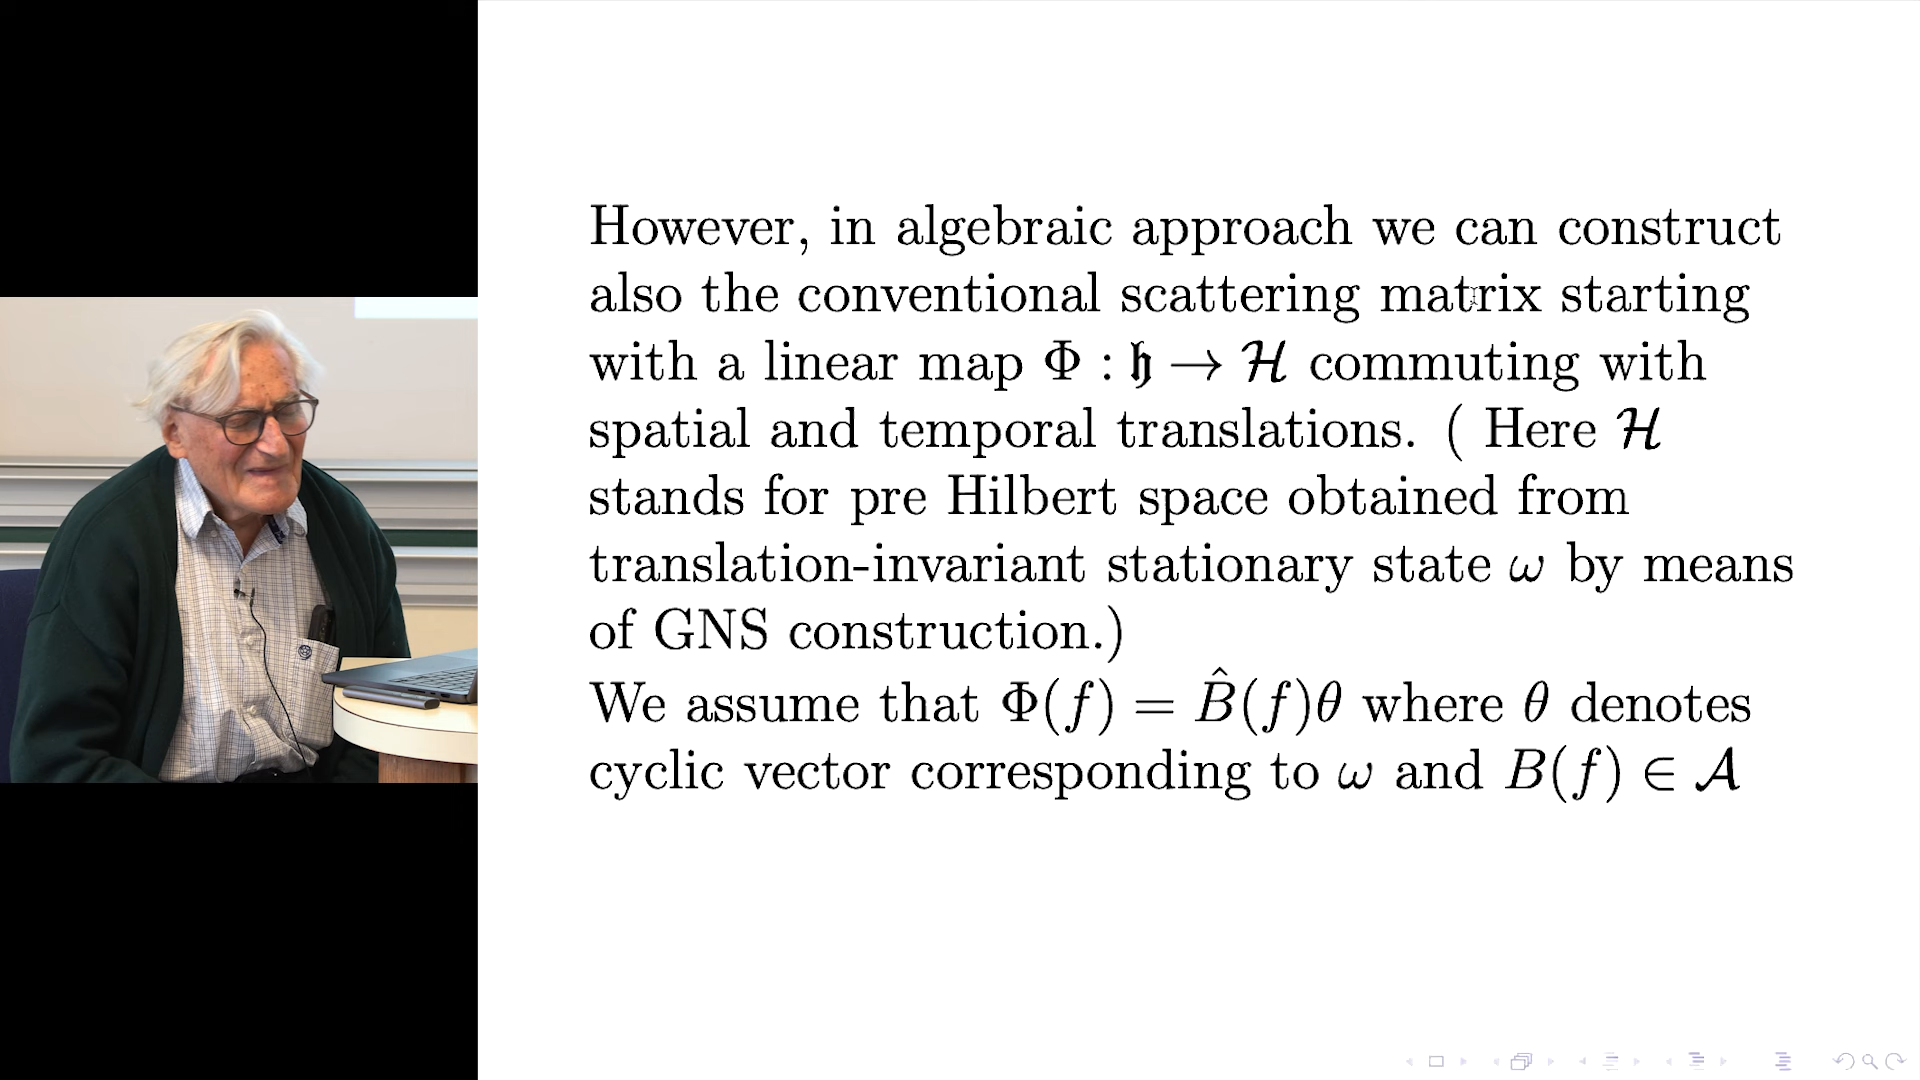 However, in algebraic approach we can construct
also the conventional scattering matrix starting
with a linear map Φ : 𝔥 → ℋ commuting with
spatial and temporal translations. ( Here ℋ
stands for pre Hilbert space obtained from
translation-invariant stationary state ω by means
of GNS construction.)
We assume that Φ(f) = B̂(f)θ where θ denotes
cyclic vector corresponding to ω and B(f) ∈ 𝒜